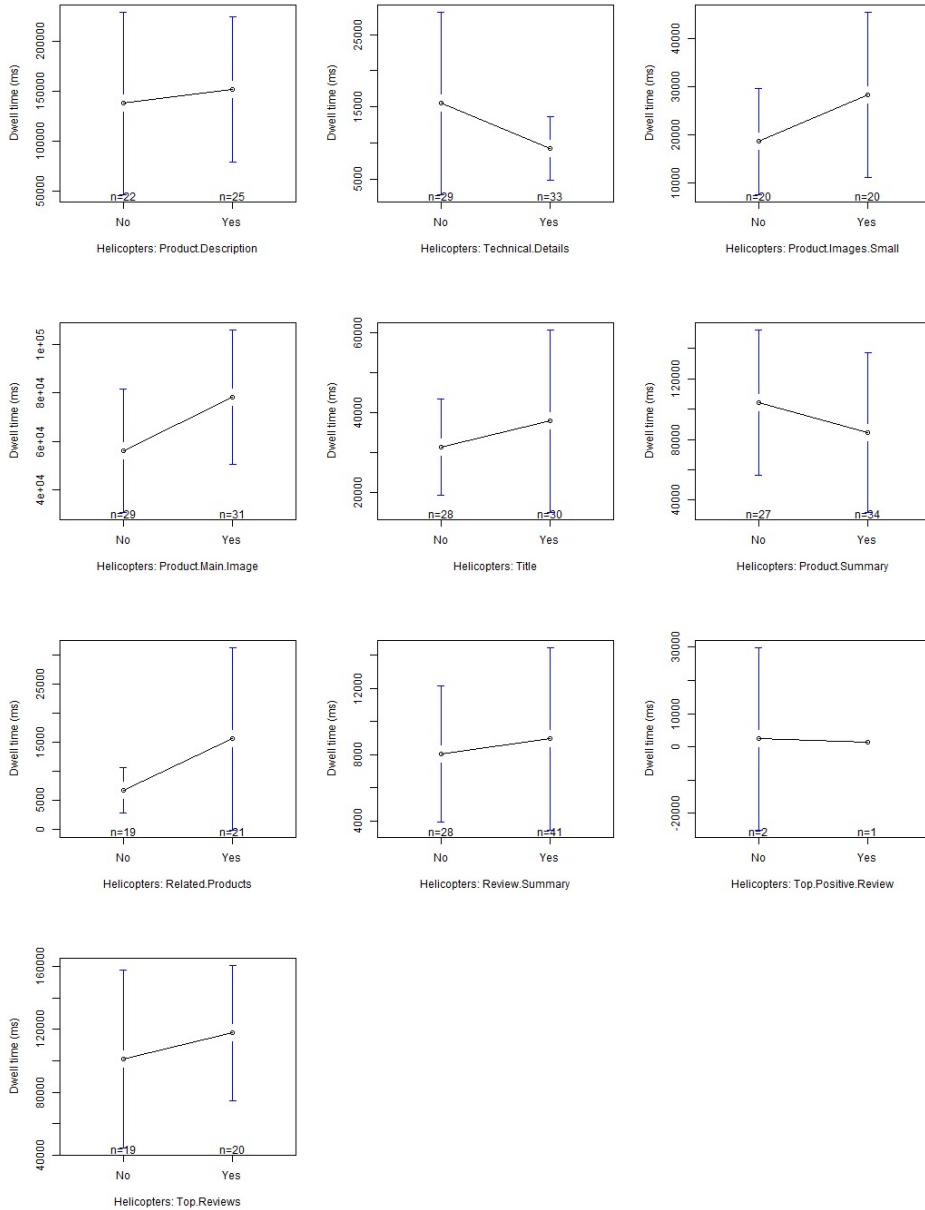 Dwell time (ms)
200000
150000
100000
50000
n=22 n=25
No Yes
Helicopters: Product.Description
Dwell time (ms)
25000
15000
5000
n=29 n=33
No Yes
Helicopters: Technical.Details
Dwell time (ms)
40000
30000
20000
10000
n=20 n=20
No Yes
Helicopters: Product.Images.Small
Dwell time (ms)
1e+05
8e+04
6e+04
4e+04
n=29 n=31
No Yes
Helicopters: Product.Main.Image
Dwell time (ms)
60000
40000
20000
n=28 n=30
No Yes
Helicopters: Title
Dwell time (ms)
120000
80000
40000
n=27 n=34
No Yes
Helicopters: Product.Summary
Dwell time (ms)
25000
15000
5000
0
n=19 n=21
No Yes
Helicopters: Related.Products
Dwell time (ms)
12000
8000
4000
n=28 n=41
No Yes
Helicopters: Review.Summary
Dwell time (ms)
30000
10000
0
-20000
n=2 n=1
No Yes
Helicopters: Top.Positive.Review
Dwell time (ms)
160000
120000
80000
40000
n=19 n=20
No Yes
Helicopters: Top.Reviews